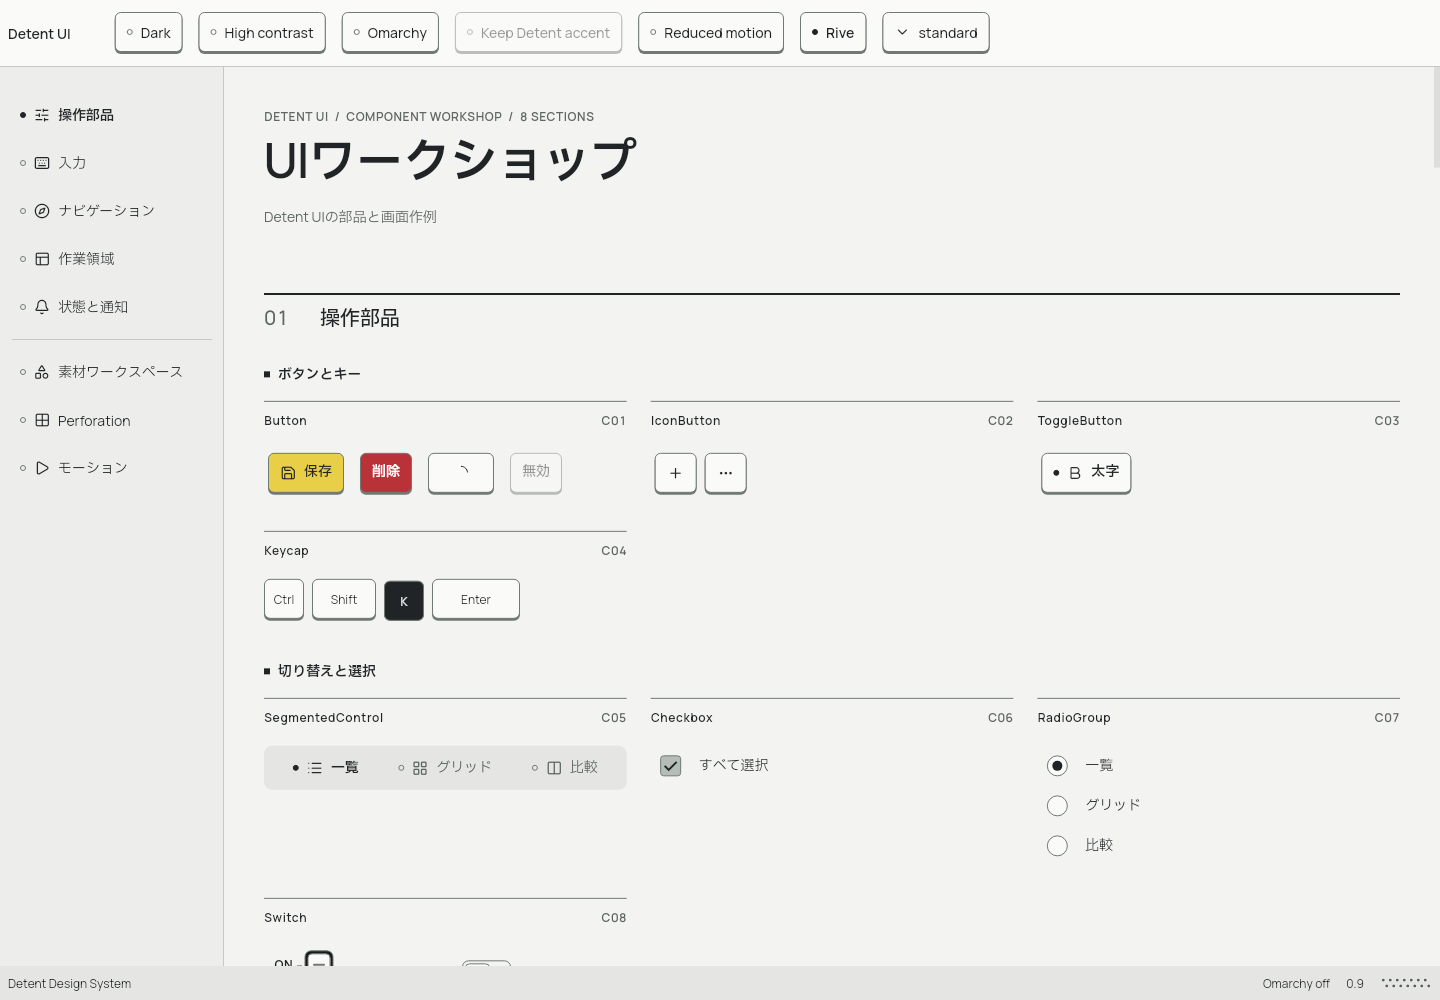 Detent UI
Dark
High contrast
Omarchy
Keep Detent accent
Reduced motion
Rive
standard
操作部品
入力
ナビゲーション
作業領域
状態と通知
素材ワークスペース
Perforation
モーション
DETENT UI / COMPONENT WORKSHOP / 8 SECTIONS
UIワークショップ
Detent UIの部品と画面作例
01 操作部品
ボタンとキー
Button C01
IconButton C02
ToggleButton C03
保存
削除
無効
太字
Keycap C04
Ctrl
Shift
K
Enter
切り替えと選択
SegmentedControl C05
Checkbox C06
RadioGroup C07
一覧
グリッド
比較
すべて選択
一覧
グリッド
比較
Switch C08
ON
Detent Design System
Omarchy off
0.9